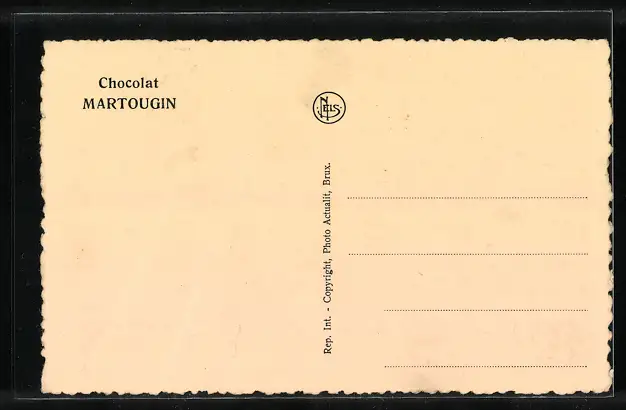 Chocolat
MARTOUGIN
NELS
Rep. Int. - Copyright, Photo Actualit, Brux.